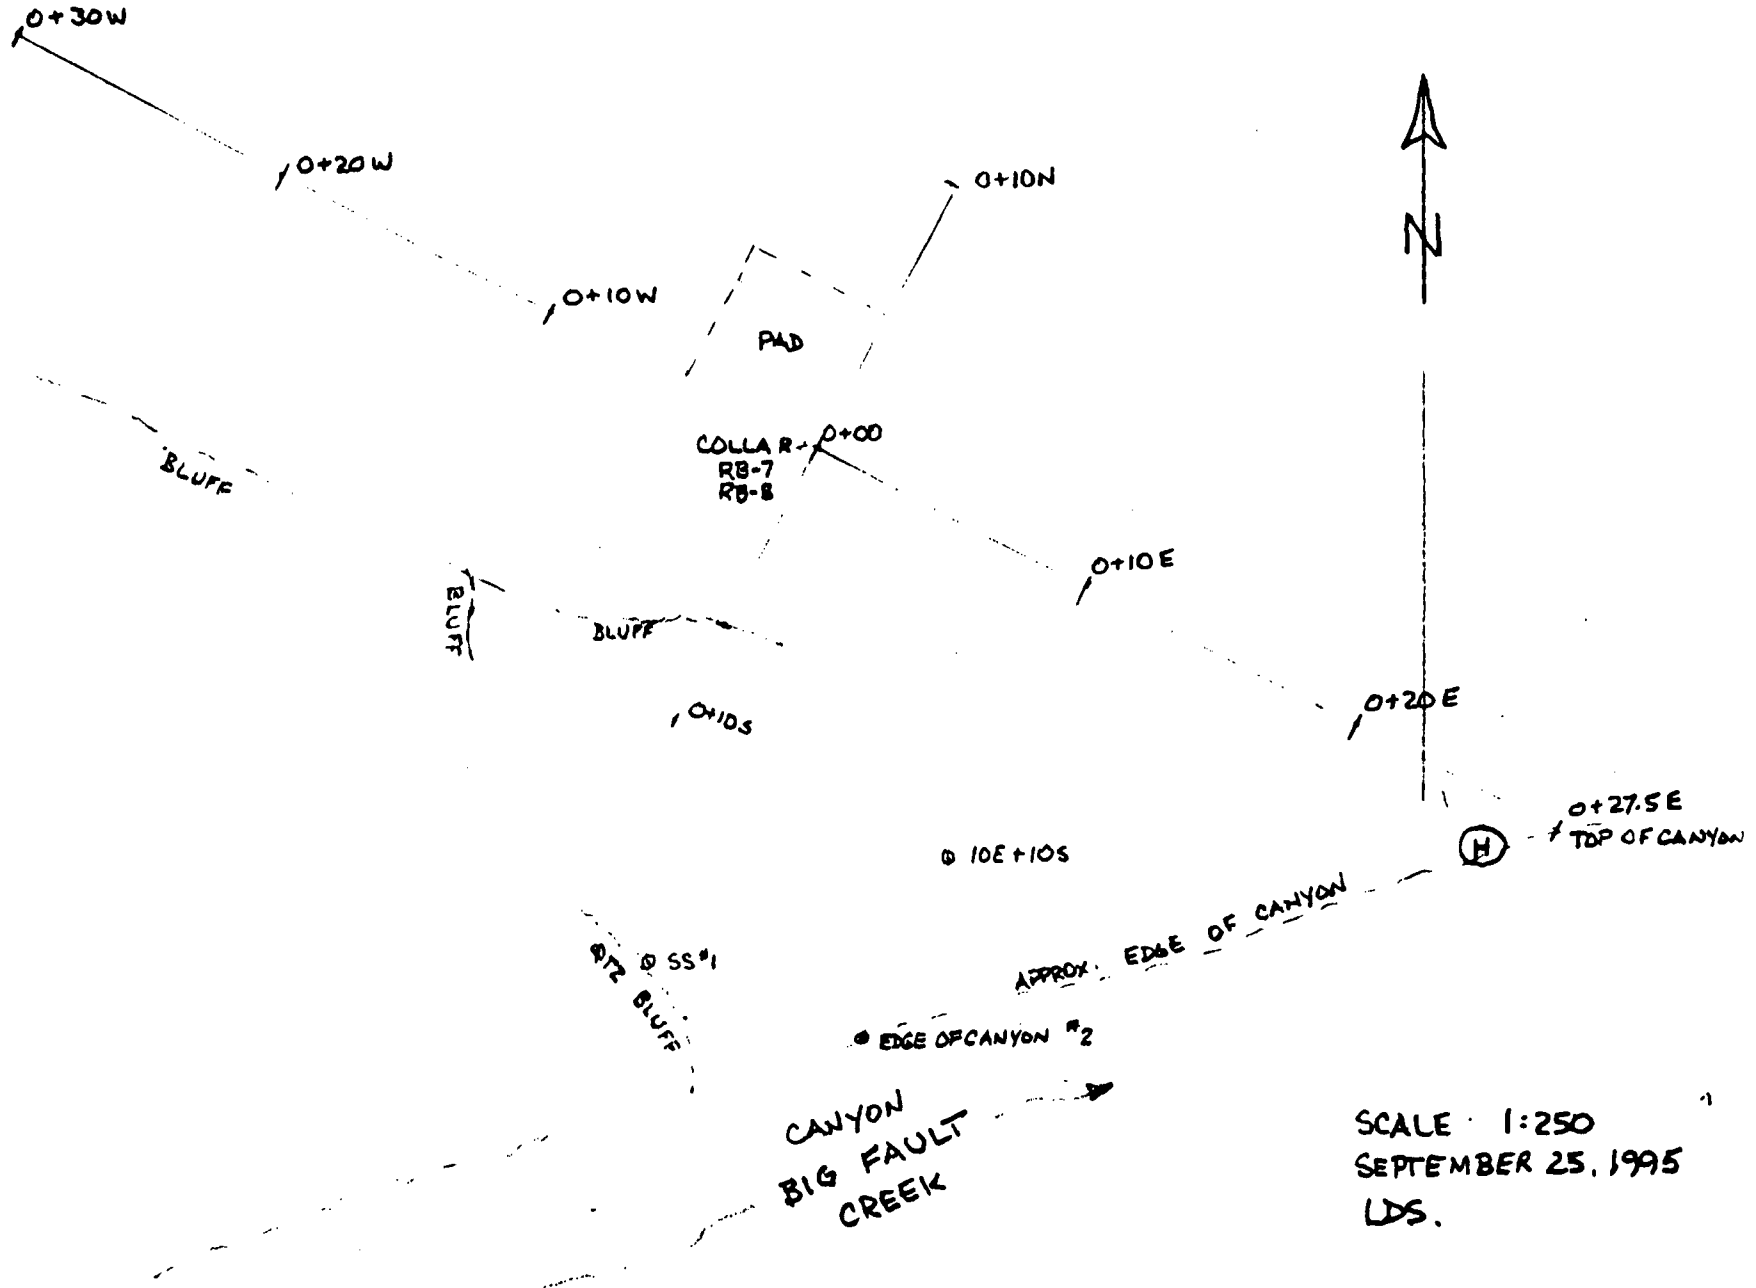 0+30W
0+20W
0+10N
N
0+10W
PAD
0+00
COLLAR
RB-7
RB-8
BLUFF
0+10E
BLUFF
BLUFF
0+20E
0+10S
0+27.5E
TOP OF CANYON
H
10E+10S
APPROX. EDGE OF CANYON
SS#1
QTZ BLUFF
EDGE OF CANYON #2
CANYON
BIG FAULT
CREEK
SCALE 1:250
SEPTEMBER 25, 1995
LDS.